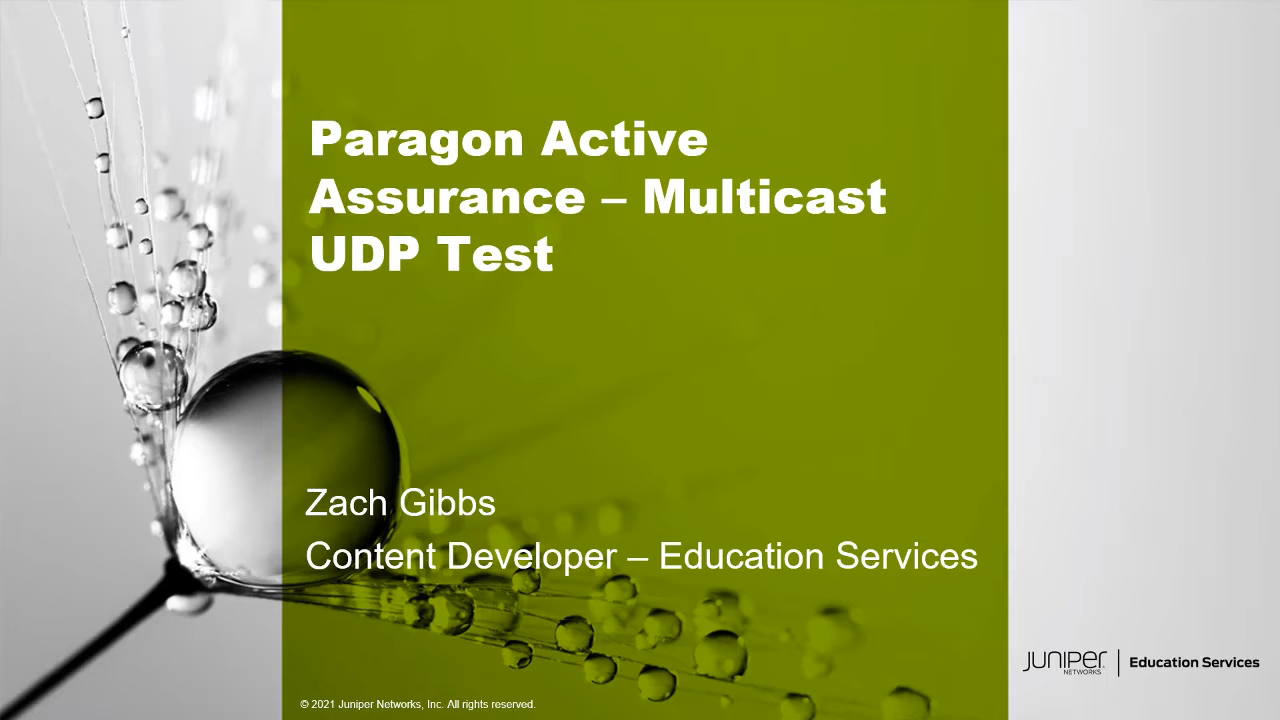 Paragon Active
Assurance – Multicast
UDP Test
Zach Gibbs
Content Developer – Education Services
JUNIPER
NETWORKS
Education Services
© 2021 Juniper Networks, Inc. All rights reserved.